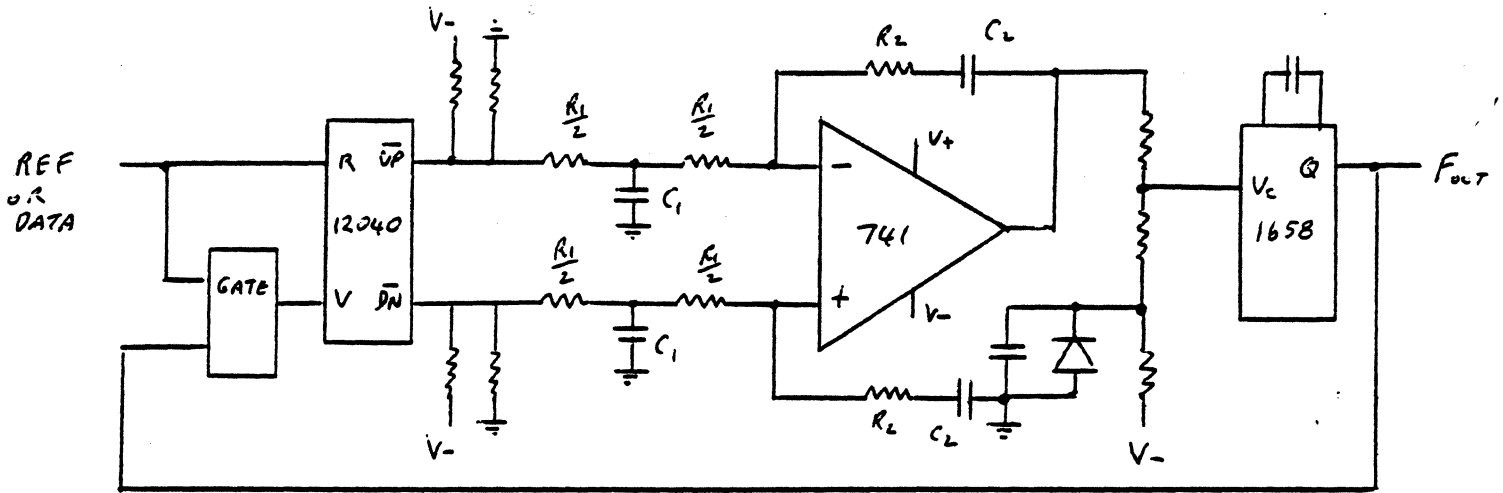 V-
R2
C2
R1/2
R1/2
V+
REF
OR
DATA
R
UP
C1
-
Q
FOUT
VC
12040
741
1658
GATE
R1/2
R1/2
V
DN
+
V-
C1
V-
R2
C2
V-